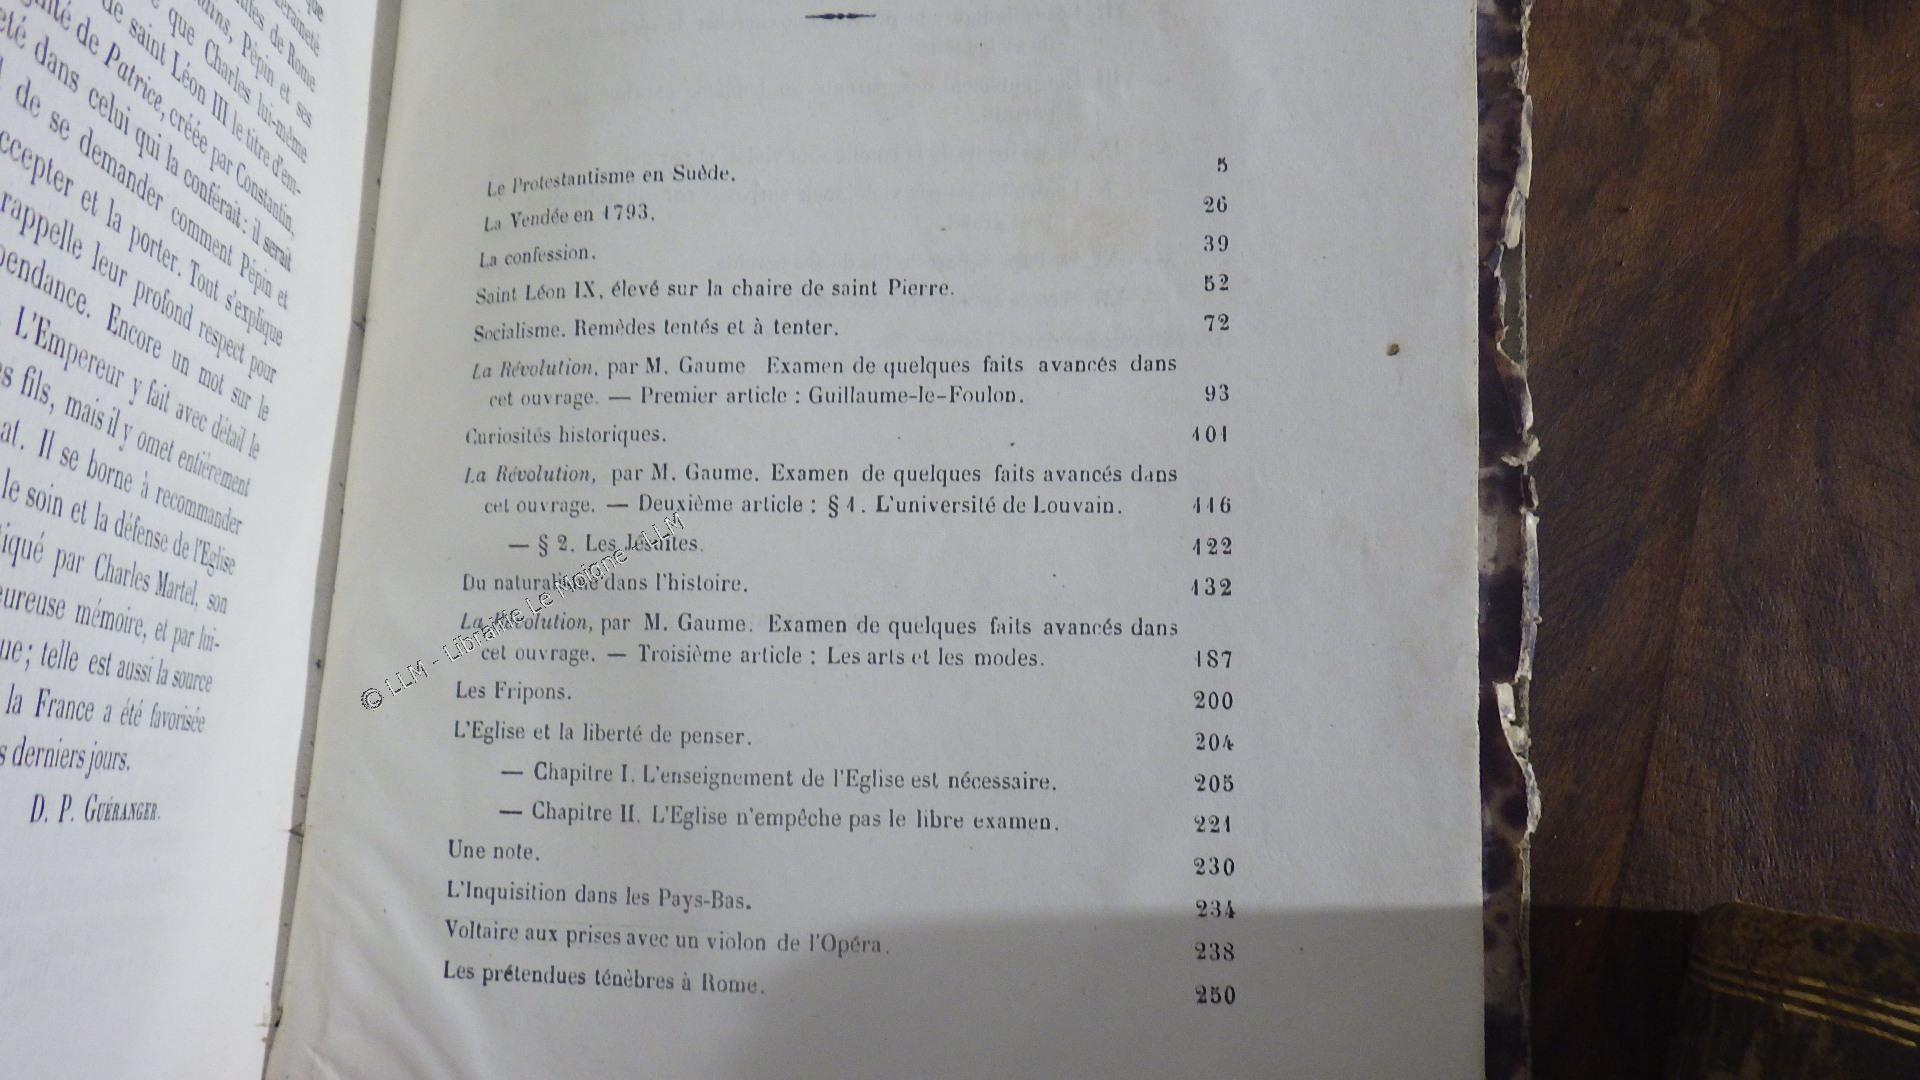 que
uveraineté
ifes de Rome
Pépin et ses
que Charles lui-même
de saint Léon III le titre d'em-
de Patrice, créée par Constantin,
dans celui qui la conférait : il serait
de se demander comment Pépin et
ccepter et la porter. Tout s'explique
rappelle leur profond respect pour
pendance. Encore un mot sur le
L'Empereur y fait avec détail le
s fils, mais il y omet entièrement
at. Il se borne à recommander
le soin et la défense de l'Eglise
iqué par Charles Martel, son
eureuse mémoire, et par lui-
ue; telle est aussi la source
la France a été favorisée
s derniers jours.
D. P. GUÉRANGER.
Le Protestantisme en Suède. 5
La Vendée en 1793. 26
La confession. 39
Saint Léon IX, élevé sur la chaire de saint Pierre. 52
Socialisme. Remèdes tentés et à tenter. 72
La Révolution, par M. Gaume Examen de quelques faits avancés dans
cet ouvrage. — Premier article : Guillaume-le-Foulon. 93
Curiosités historiques. 101
La Révolution, par M. Gaume. Examen de quelques faits avancés dans
cet ouvrage. — Deuxième article : § 1. L'université de Louvain. 116
— § 2. Les Jésuites. 122
Du naturalisme dans l'histoire. 132
La Révolution, par M. Gaume. Examen de quelques faits avancés dans
cet ouvrage. — Troisième article : Les arts et les modes. 187
Les Fripons. 200
L'Eglise et la liberté de penser. 204
— Chapitre I. L'enseignement de l'Eglise est nécessaire. 205
— Chapitre II. L'Eglise n'empêche pas le libre examen. 221
Une note. 230
L'Inquisition dans les Pays-Bas. 234
Voltaire aux prises avec un violon de l'Opéra. 238
Les prétendues ténèbres à Rome. 250
© LLM - Librairie Le Moigne - LLM